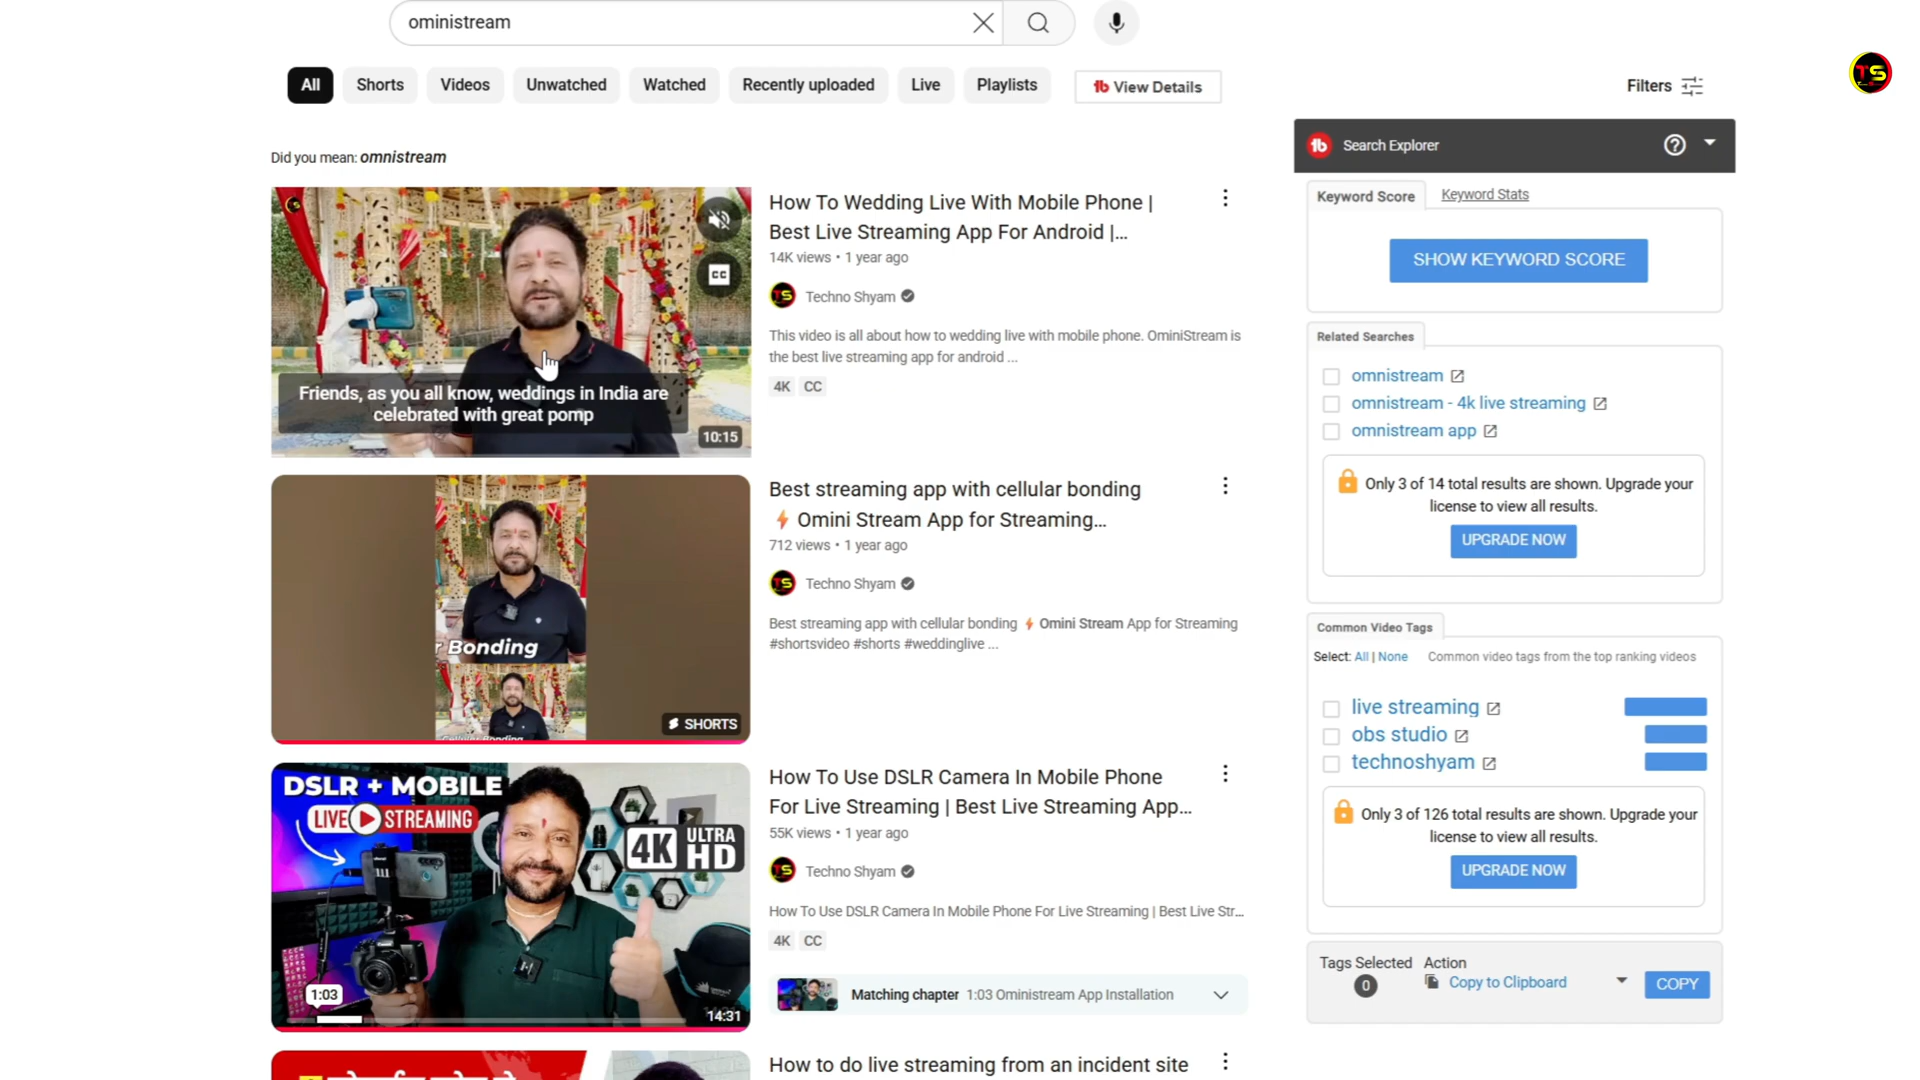 ominstream
All
Shorts
Videos
Unwatched
Watched
Recently uploaded
Live
Playlists
View Details
Filters
TS
Did you mean: omnistream
Friends, as you all know, weddings in India are
celebrated with great pomp
CC
10:15
How To Wedding Live With Mobile Phone |
Best Live Streaming App For Android |...
14K views • 1 year ago
TS Techno Shyam
This video is all about how to wedding live with mobile phone. OminiStream is
the best live streaming app for android ...
4K CC
r Bonding
SHORTS
Best streaming app with cellular bonding
⚡ Omini Stream App for Streaming...
712 views • 1 year ago
TS Techno Shyam
Best streaming app with cellular bonding ⚡ Omini Stream App for Streaming
#shortsvideo #shorts #weddinglive ...
DSLR + MOBILE
LIVE STREAMING
4K ULTRA HD
1:03
14:31
How To Use DSLR Camera In Mobile Phone
For Live Streaming | Best Live Streaming App...
55K views • 1 year ago
TS Techno Shyam
How To Use DSLR Camera In Mobile Phone For Live Streaming | Best Live Str...
4K CC
Matching chapter 1:03 Oministream App Installation
How to do live streaming from an incident site
Search Explorer
Keyword Score
Keyword Stats
SHOW KEYWORD SCORE
Related Searches
omnistream
omnistream - 4k live streaming
omnistream app
Only 3 of 14 total results are shown. Upgrade your
license to view all results.
UPGRADE NOW
Common Video Tags
Select: All | None Common video tags from the top ranking videos
live streaming
obs studio
technoshyam
Only 3 of 126 total results are shown. Upgrade your
license to view all results.
UPGRADE NOW
Tags Selected
0
Action
Copy to Clipboard
COPY